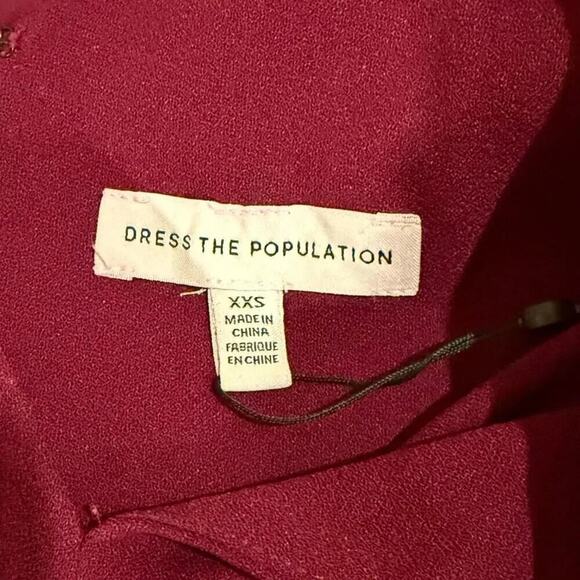 DRESS THE POPULATION
XXS
MADE IN
CHINA
FABRIQUE
EN CHINE